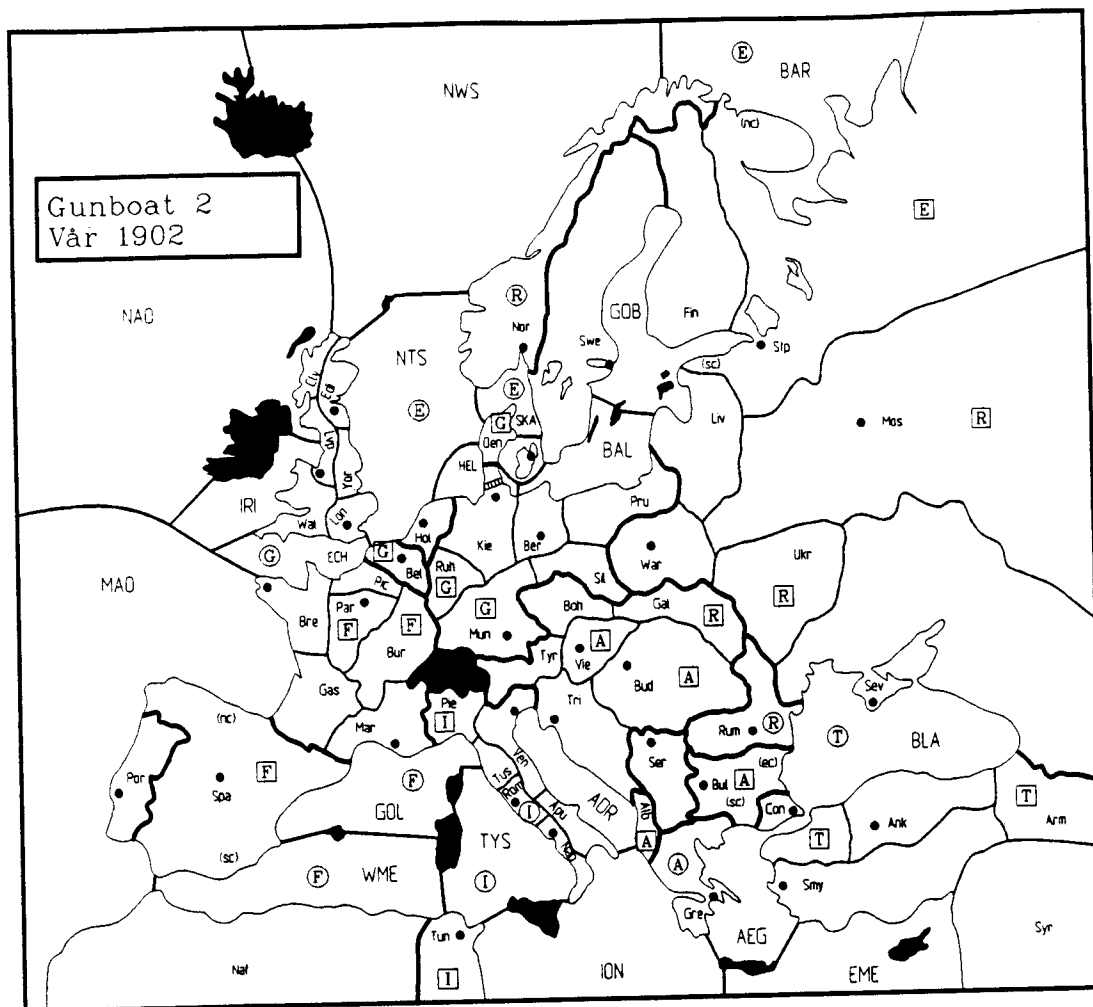 E
BAR
NWS
(nc)
Gunboat 2
Vår 1902
E
R
NAO
GOB
Fin
Nor
Swe
Stp
NTS
(sc)
Liv
Edi
E
E
G
SKA
Mos
R
Den
Lvp
BAL
Liv
HEL
Yor
Pru
IRI
Wal
Lon
Hol
Kie
Ber
War
Ukr
G
ECH
G
Bel
Ruh
Sil
MAO
Pic
G
Boh
Gal
R
R
Par
F
F
G
Mun
A
Bre
Bur
Tyr
Vie
Bud
A
Gas
Pie
Tri
Sev
(nc)
Mar
I
Rum
R
T
BLA
Por
Ven
Ser
(ec)
Spa
F
F
Tus
Bul
A
GOL
Rom
ADR
(sc)
Con
T
Arm
I
Apu
Alb
Ank
TYS
Nap
A
A
T
(sc)
F
WME
I
Smy
Gre
Tun
AEG
Syr
Naf
I
ION
EME